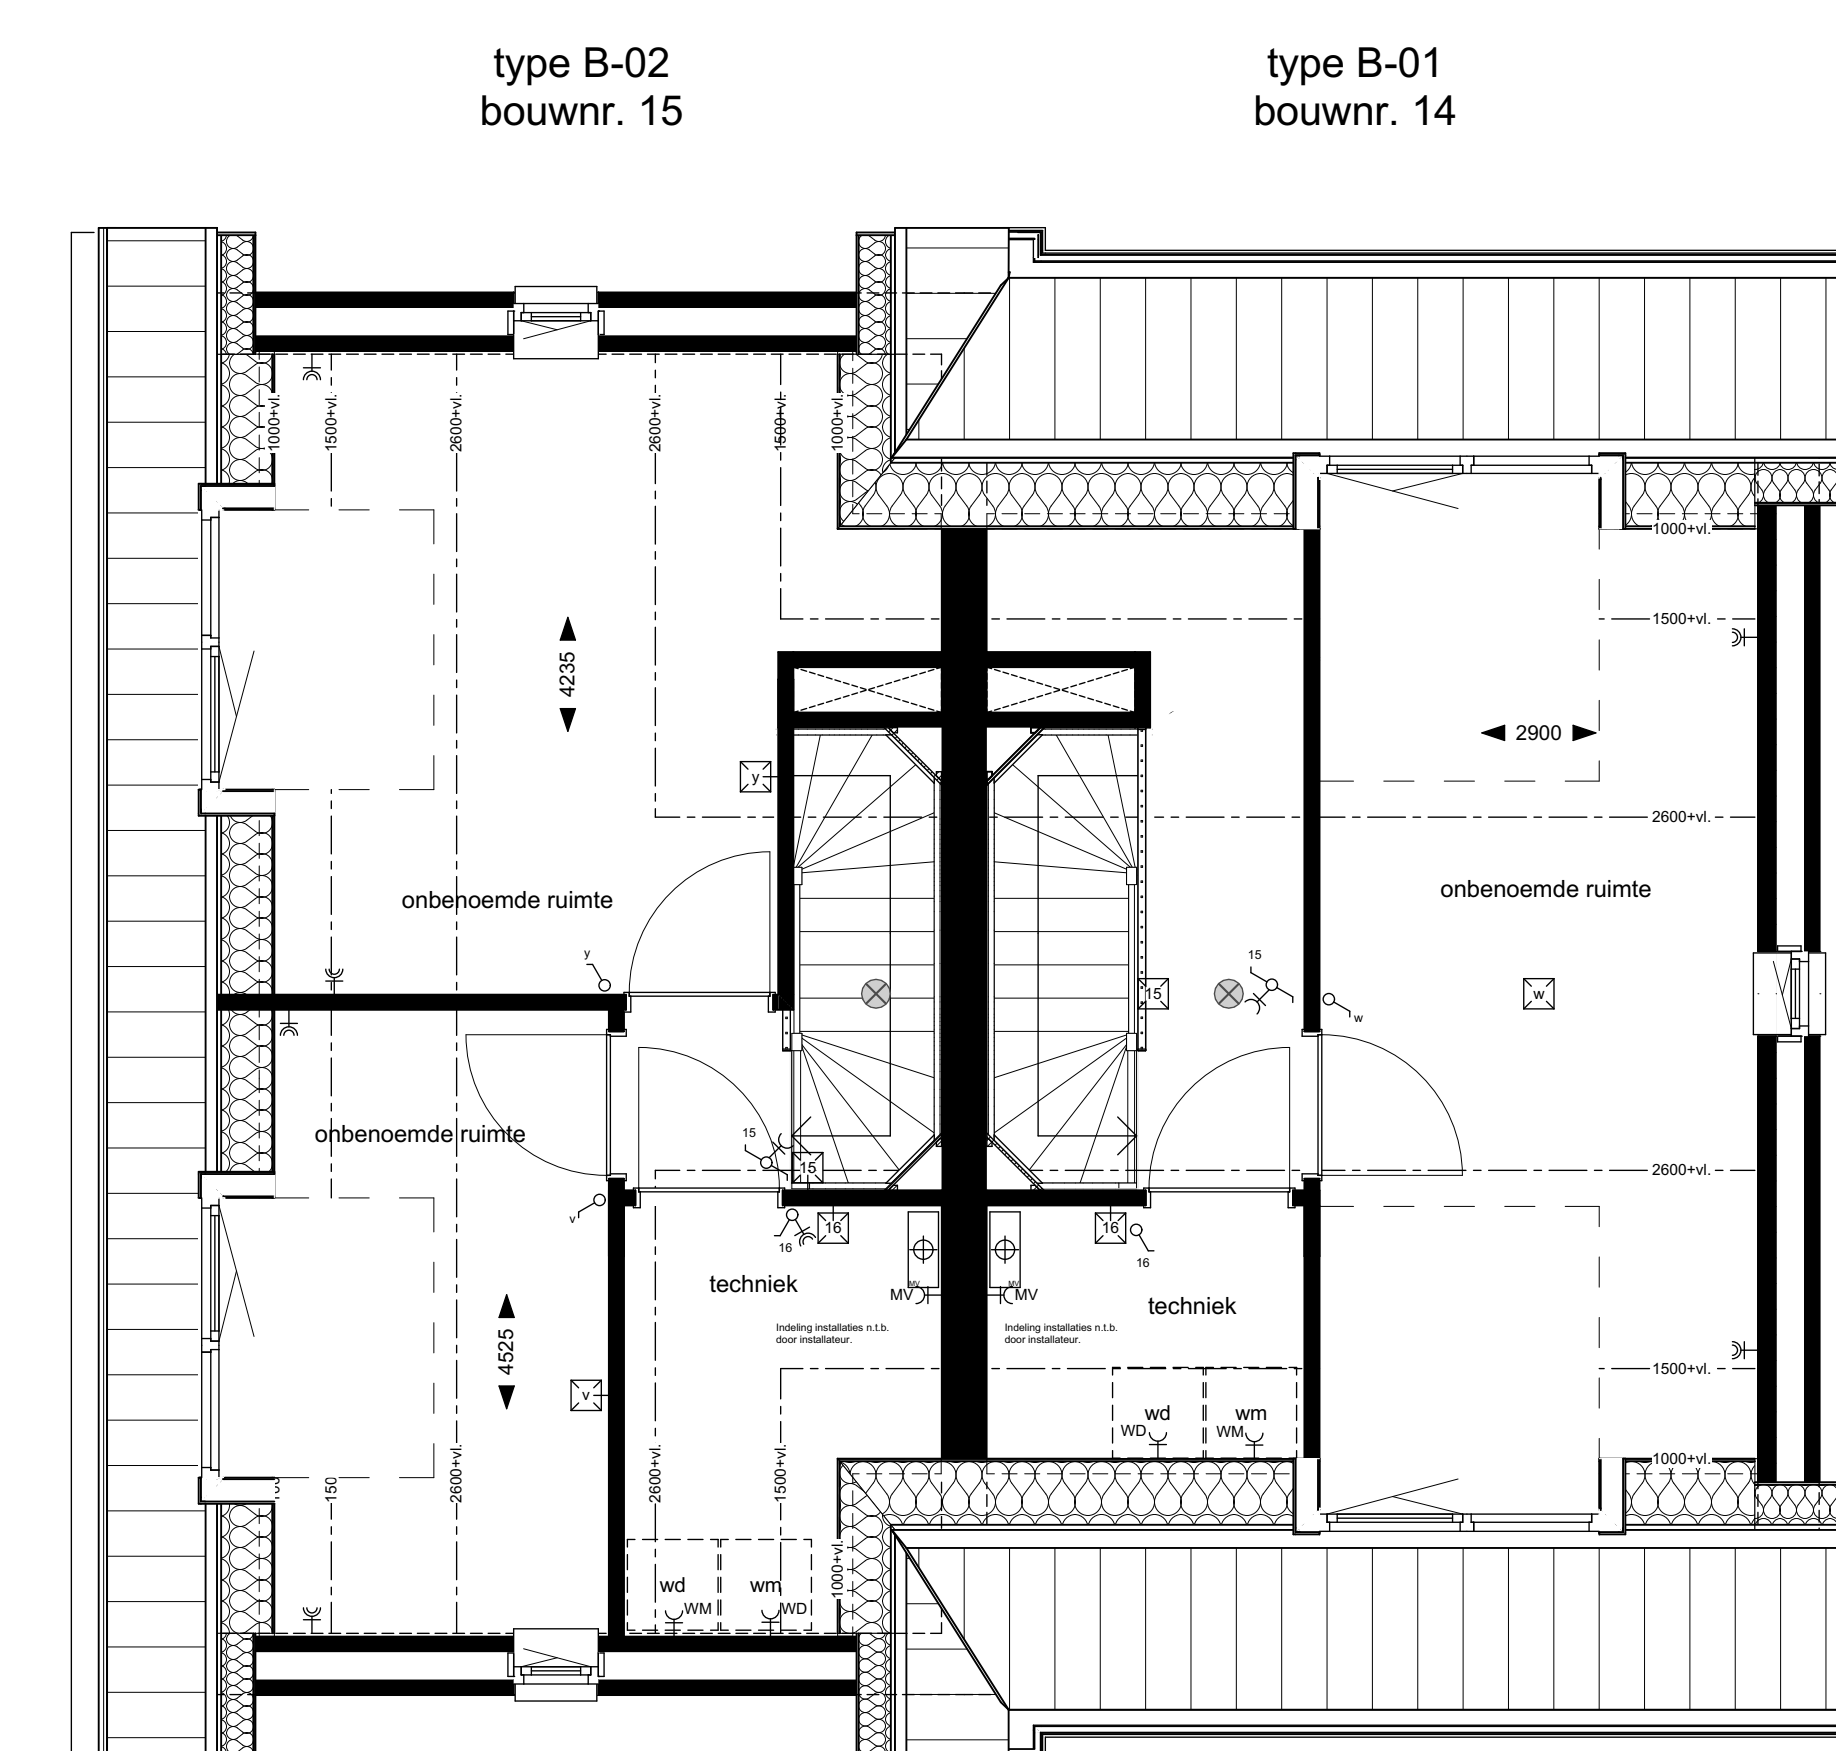 type B-02
bouwnr. 15
type B-01
bouwnr. 14
1000+vl.
1500+vl.
2600+vl.
2600+vl.
1500+vl.
1000+vl.
1000+vl.
1500+vl.
4235
2900
y
2600+vl.
onbenoemde ruimte
onbenoemde ruimte
y
15
15
w
w
onbenoemde ruimte
15
15
2600+vl.
v
16
16
16
16
techniek
techniek
MV
MV
MV
MV
Indeling installaties n.t.b.
door installateur.
Indeling installaties n.t.b.
door installateur.
4525
v
1500+vl.
wd
WD
wm
WM
1000+vl.
1500
2600+vl.
2600+vl.
1500+vl.
1000+vl.
wd
WM
wm
WD